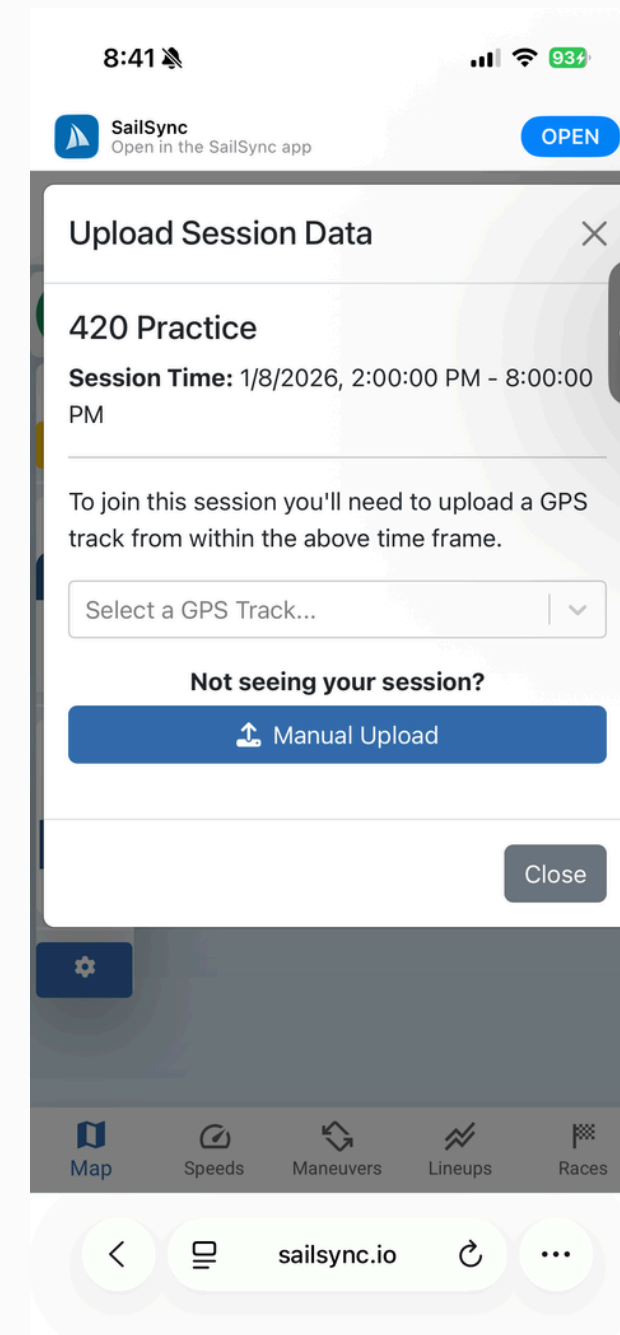 8:41
93
SailSync
Open in the SailSync app
OPEN
Upload Session Data
420 Practice
Session Time: 1/8/2026, 2:00:00 PM - 8:00:00
PM
To join this session you'll need to upload a GPS
track from within the above time frame.
Select a GPS Track...
Not seeing your session?
Manual Upload
Close
Map Speeds Maneuvers Lineups Races
sailsync.io